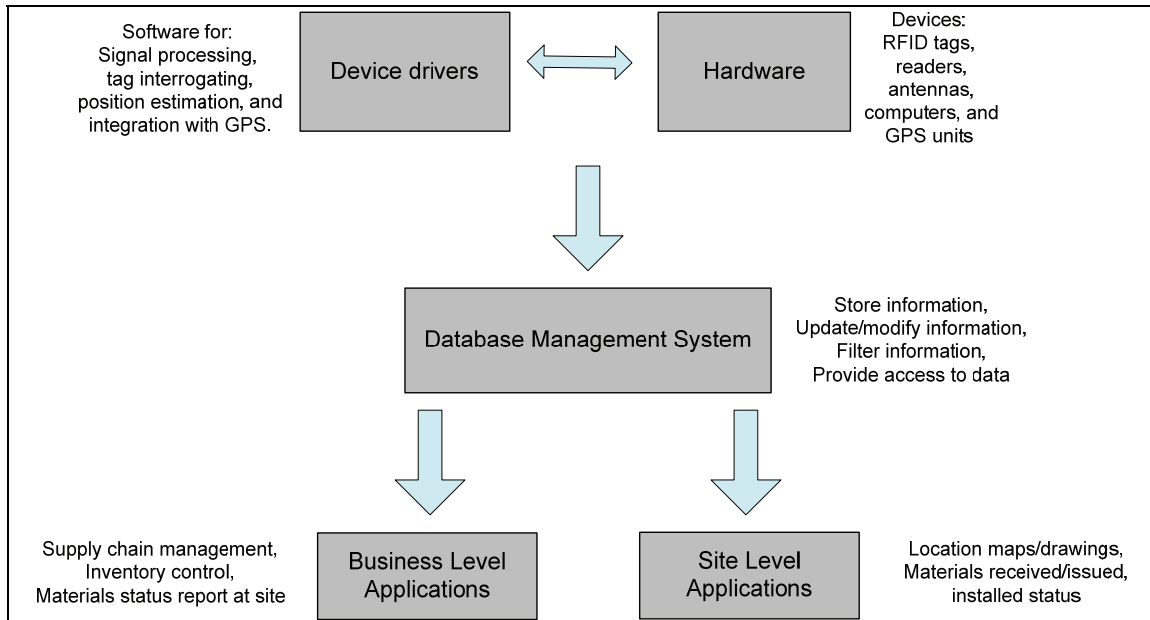 Software for:
Signal processing,
tag interrogating,
position estimation, and
integration with GPS.
Device drivers
Hardware
Devices:
RFID tags,
readers,
antennas,
computers, and
GPS units
Database Management System
Store information,
Update/modify information,
Filter information,
Provide access to data
Supply chain management,
Inventory control,
Materials status report at site
Business Level
Applications
Site Level
Applications
Location maps/drawings,
Materials received/issued,
installed status